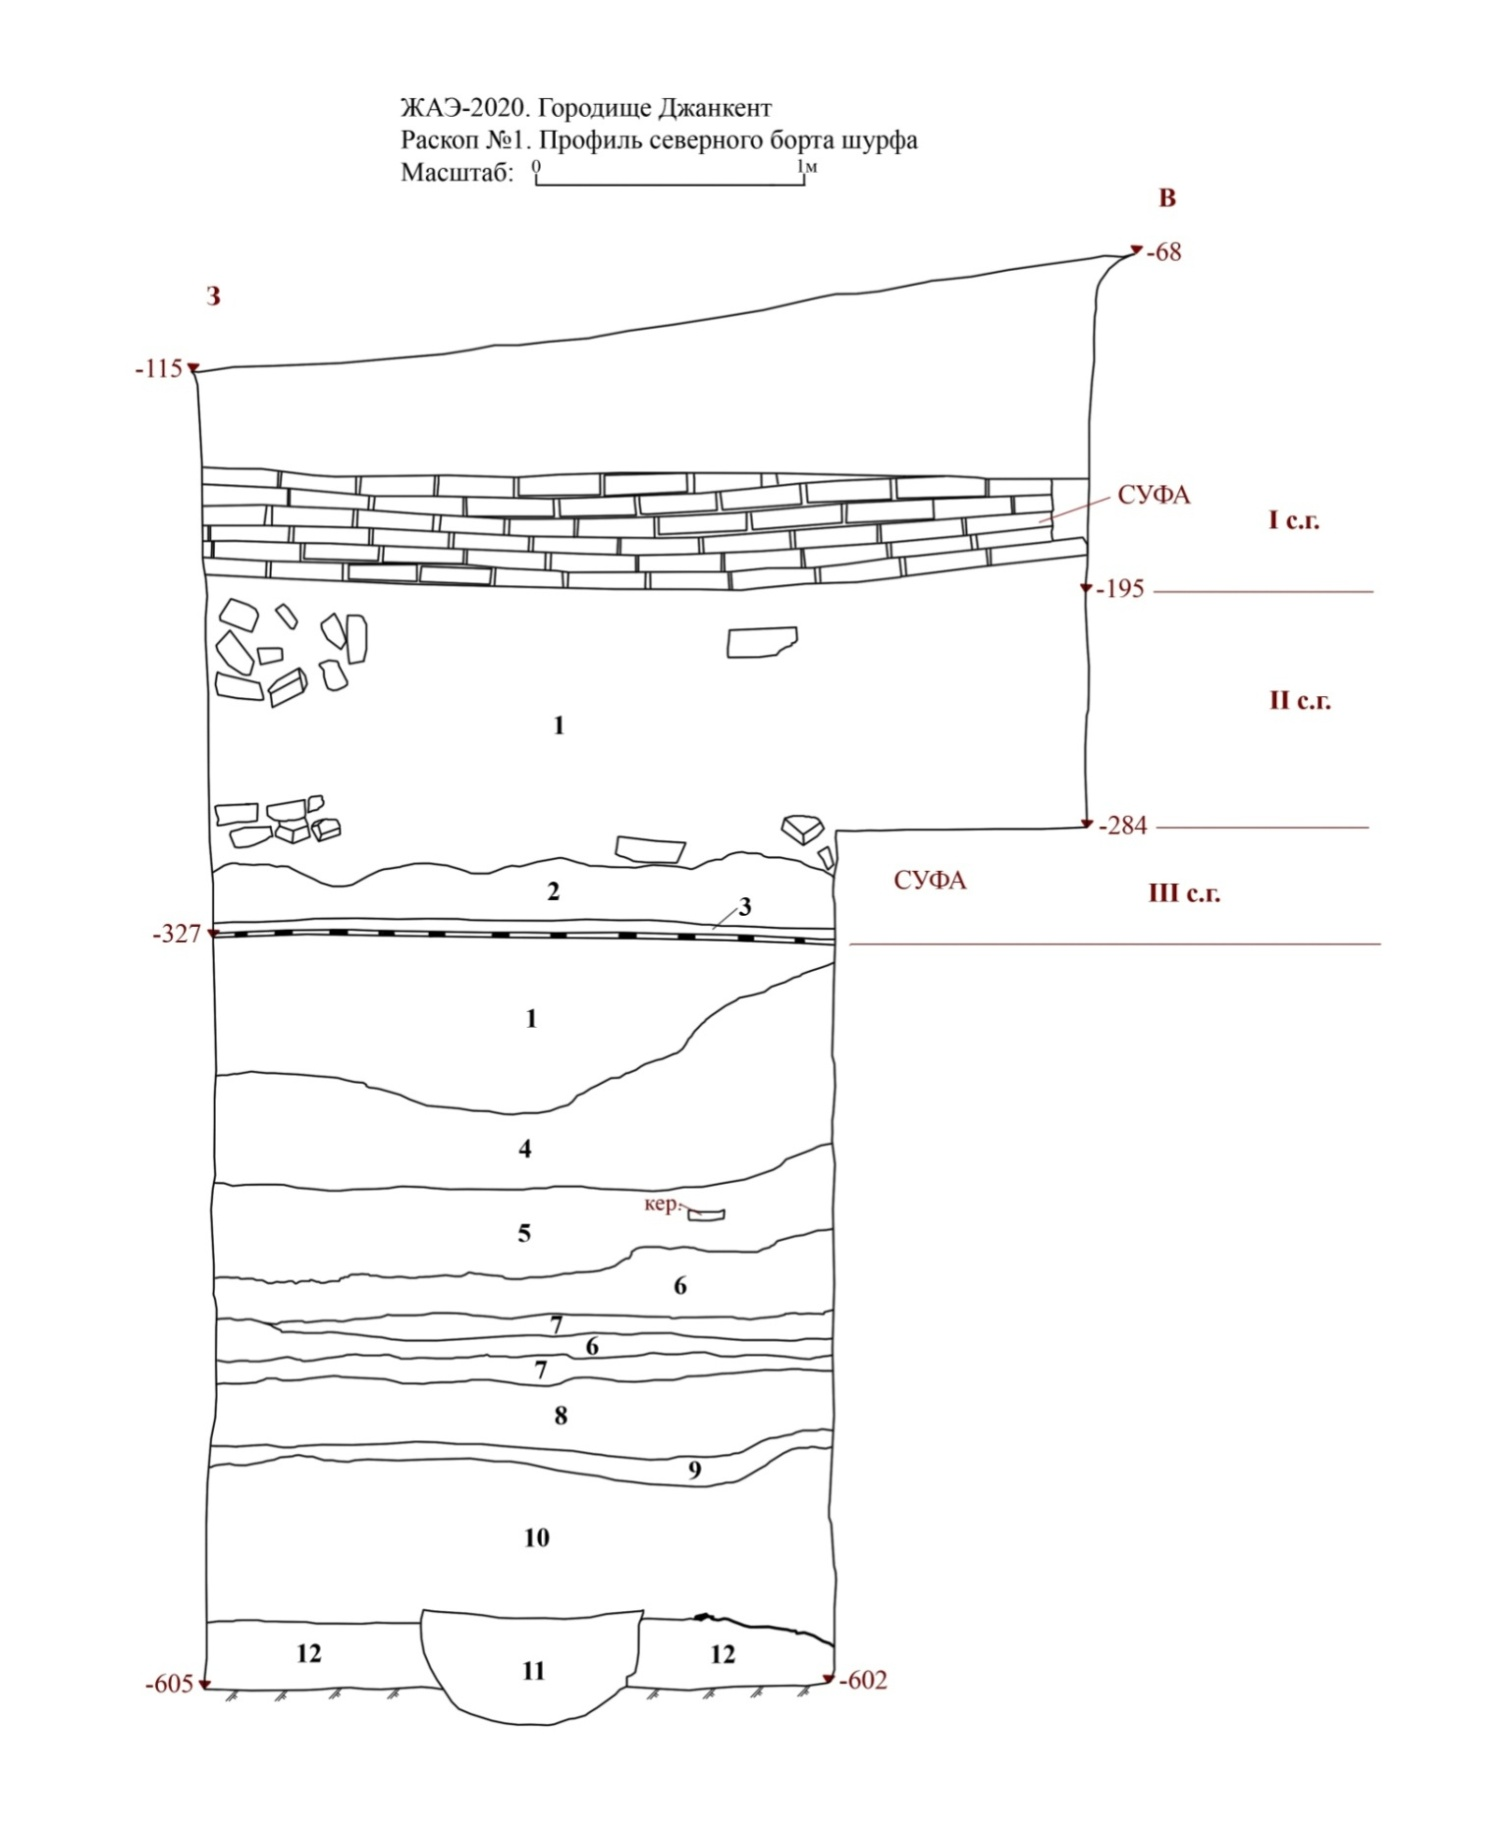 ЖАЭ-2020. Городище Джанкент
Раскоп №1. Профиль северного борта шурфа
Масштаб: 0 1м
В
-68
З
-115
СУФА
I с.г.
-195
II с.г.
1
-284
СУФА
III с.г.
2
3
-327
1
4
кер.
5
6
7
6
7
8
9
10
12
11
12
-605
-602